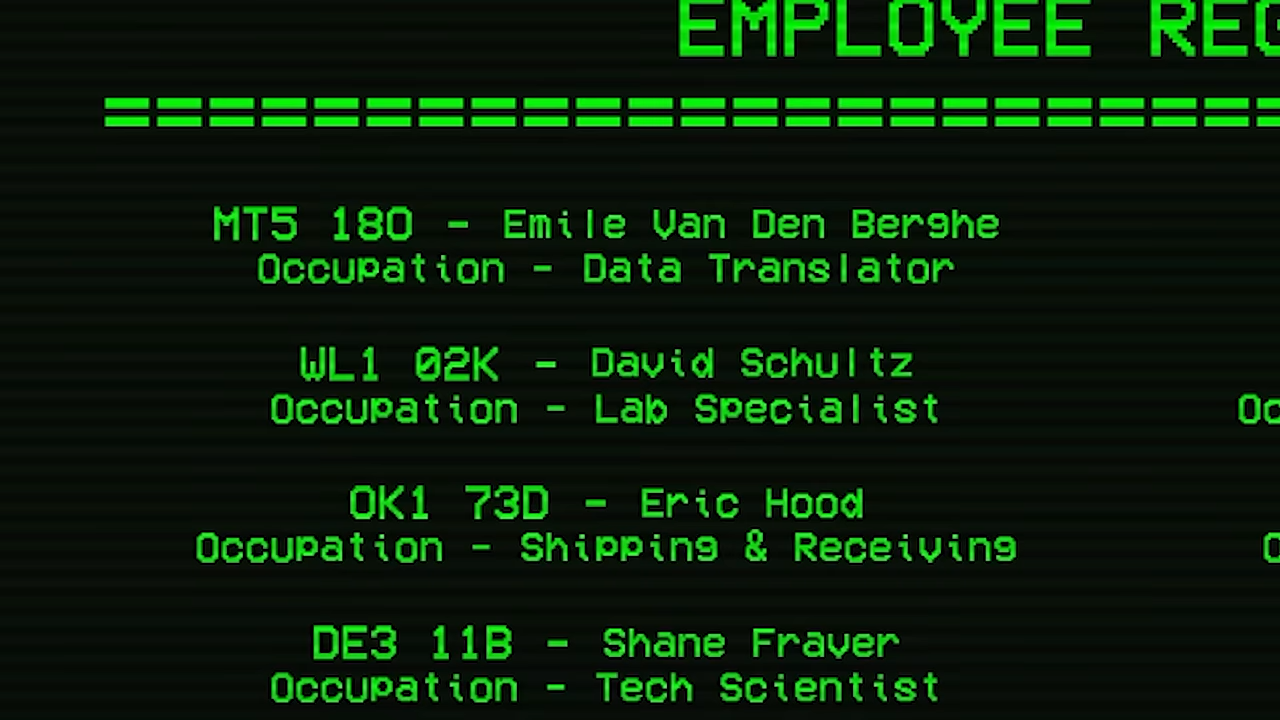 EMPLOYEE REG
========================
MT5 180 - Emile Van Den Berghe
Occupation - Data Translator
WL1 02K - David Schultz
Occupation - Lab Specialist
Oc
OK1 73D - Eric Hood
Occupation - Shipping & Receiving
DE3 11B - Shane Fraver
Occupation - Tech Scientist